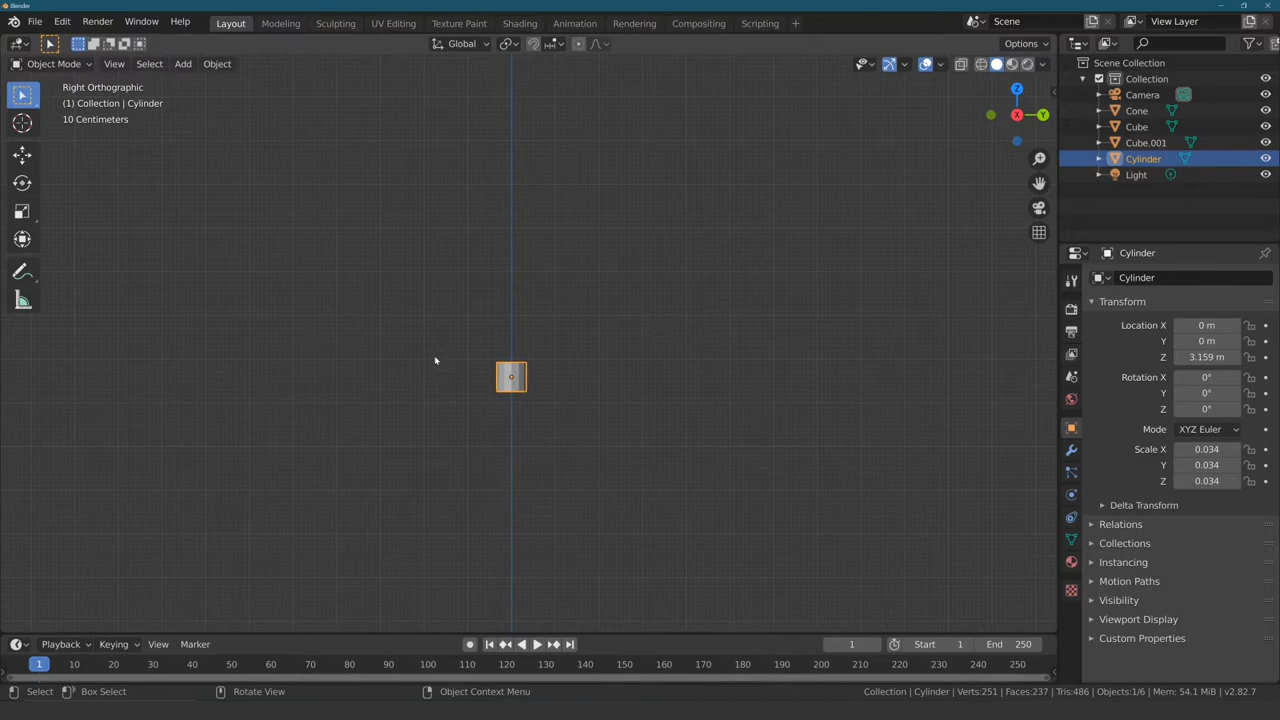 Blender
File Edit Render Window Help Layout Modeling Sculpting UV Editing Texture Paint Shading Animation Rendering Compositing Scripting + Scene View Layer
Global Options
Object Mode View Select Add Object
Right Orthographic
(1) Collection | Cylinder
10 Centimeters
Z
X
Y
Scene Collection
Collection
Camera
Cone
Cube
Cube.001
Cylinder
Light
Cylinder
Cylinder
Transform
Location X 0 m
Y 0 m
Z 3.159 m
Rotation X 0°
Y 0°
Z 0°
Mode XYZ Euler
Scale X 0.034
Y 0.034
Z 0.034
Delta Transform
Relations
Collections
Instancing
Motion Paths
Visibility
Viewport Display
Custom Properties
Playback Keying View Marker 1 Start 1 End 250
1 10 20 30 40 50 60 70 80 90 100 110 120 130 140 150 160 170 180 190 200 210 220 230 240 250
Select Box Select Rotate View Object Context Menu Collection | Cylinder | Verts:251 | Faces:237 | Tris:486 | Objects:1/6 | Mem: 54.1 MiB | v2.82.7